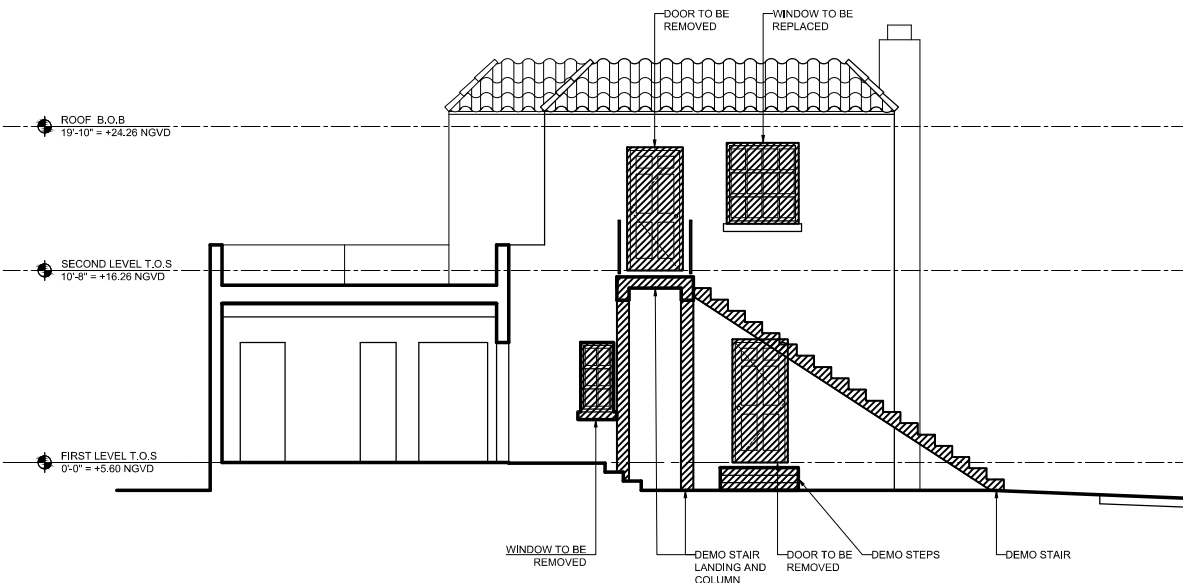 DOOR TO BE
REMOVED
WINDOW TO BE
REPLACED
ROOF B.O.B
19'-10" = +24.26 NGVD
SECOND LEVEL T.O.S
10'-8" = +16.26 NGVD
FIRST LEVEL T.O.S
0'-0" = +5.60 NGVD
WINDOW TO BE
REMOVED
DEMO STAIR
LANDING AND
COLUMN
DOOR TO BE
REMOVED
DEMO STEPS
DEMO STAIR